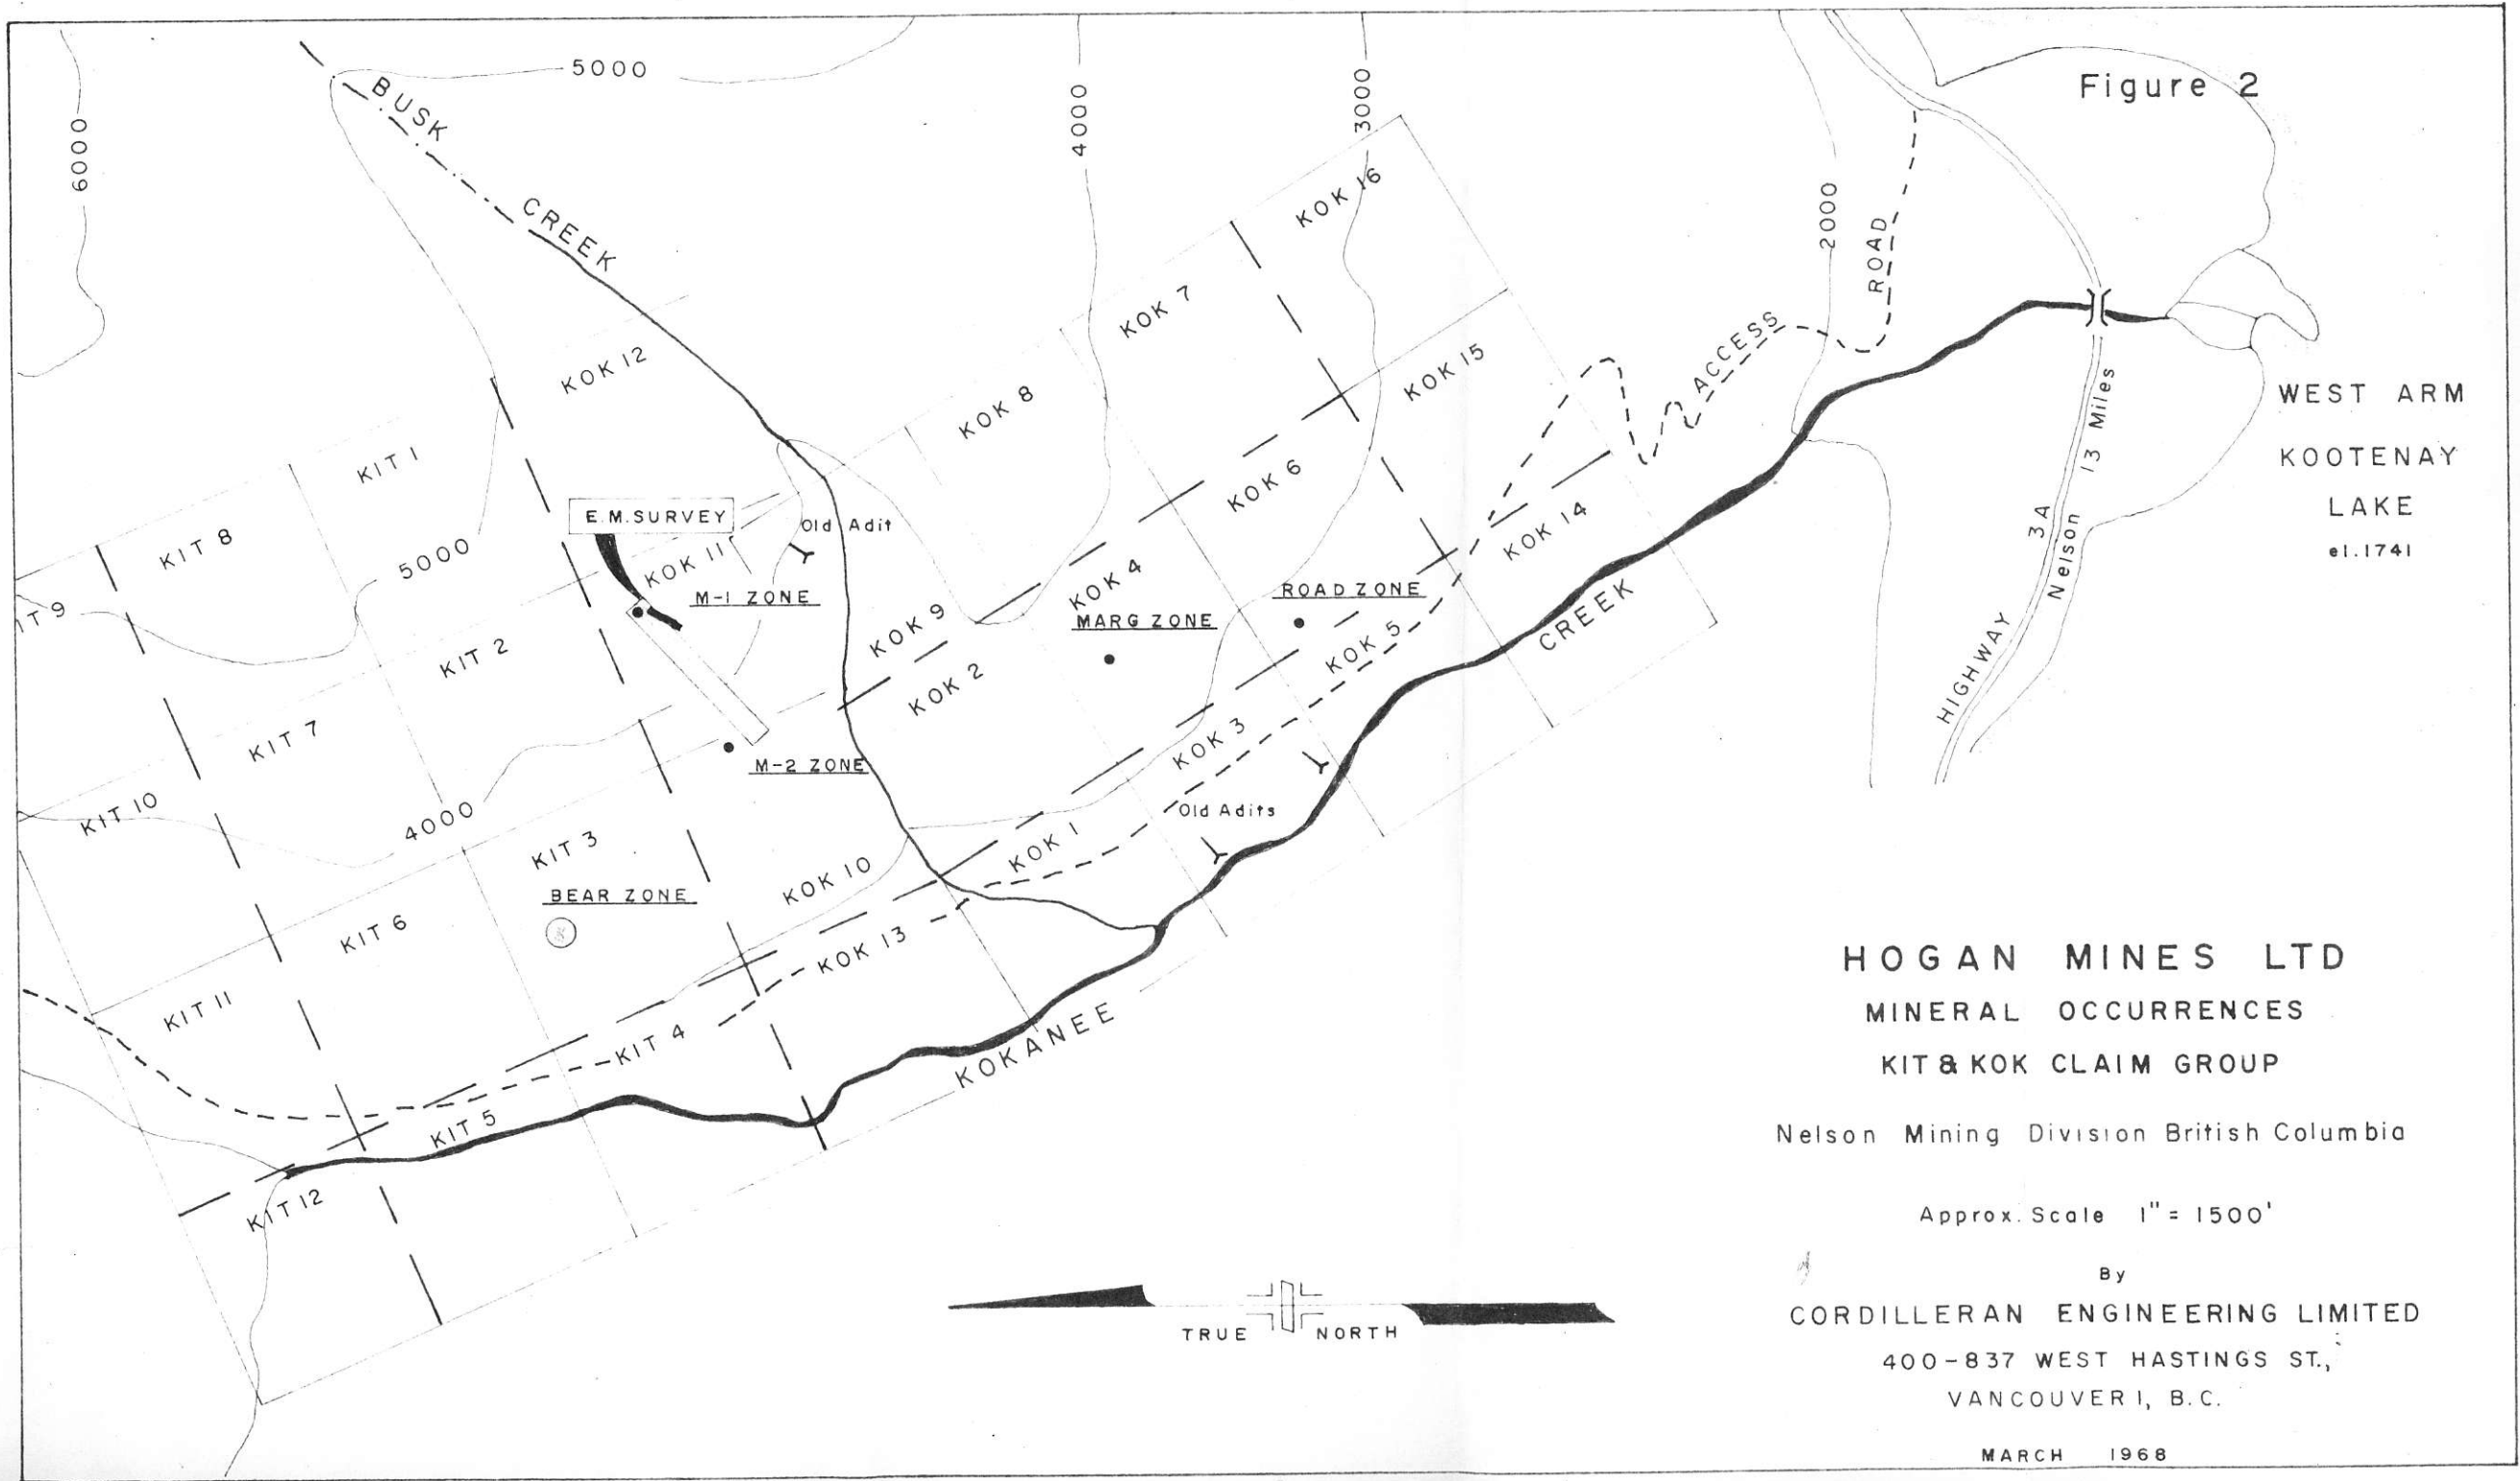 Figure 2
5000
6000
4000
3000
2000
BUSK CREEK
KOK 16
KOK 7
KOK 8
KOK 12
KOK 15
KOK 6
KOK 14
KOK 4
KOK 9
KOK 2
KOK 11
KOK 5
KOK 3
KOK 1
KOK 10
KOK 13
ACCESS ROAD
KIT 1
KIT 8
5000
KIT 2
KIT 7
KIT 10
4000
KIT 3
KIT 6
KIT 11
KIT 4
KIT 5
KIT 12
IT 9
E.M. SURVEY
Old Adit
M-1 ZONE
M-2 ZONE
MARG ZONE
ROAD ZONE
BEAR ZONE
Old Adits
KOKANEE CREEK
HIGHWAY 3A
Nelson 13 Miles
WEST ARM
KOOTENAY
LAKE
el. 1741
TRUE NORTH
HOGAN MINES LTD
MINERAL OCCURRENCES
KIT & KOK CLAIM GROUP
Nelson Mining Division British Columbia
Approx. Scale 1" = 1500'
By
CORDILLERAN ENGINEERING LIMITED
400-837 WEST HASTINGS ST.,
VANCOUVER 1, B.C.
MARCH 1968